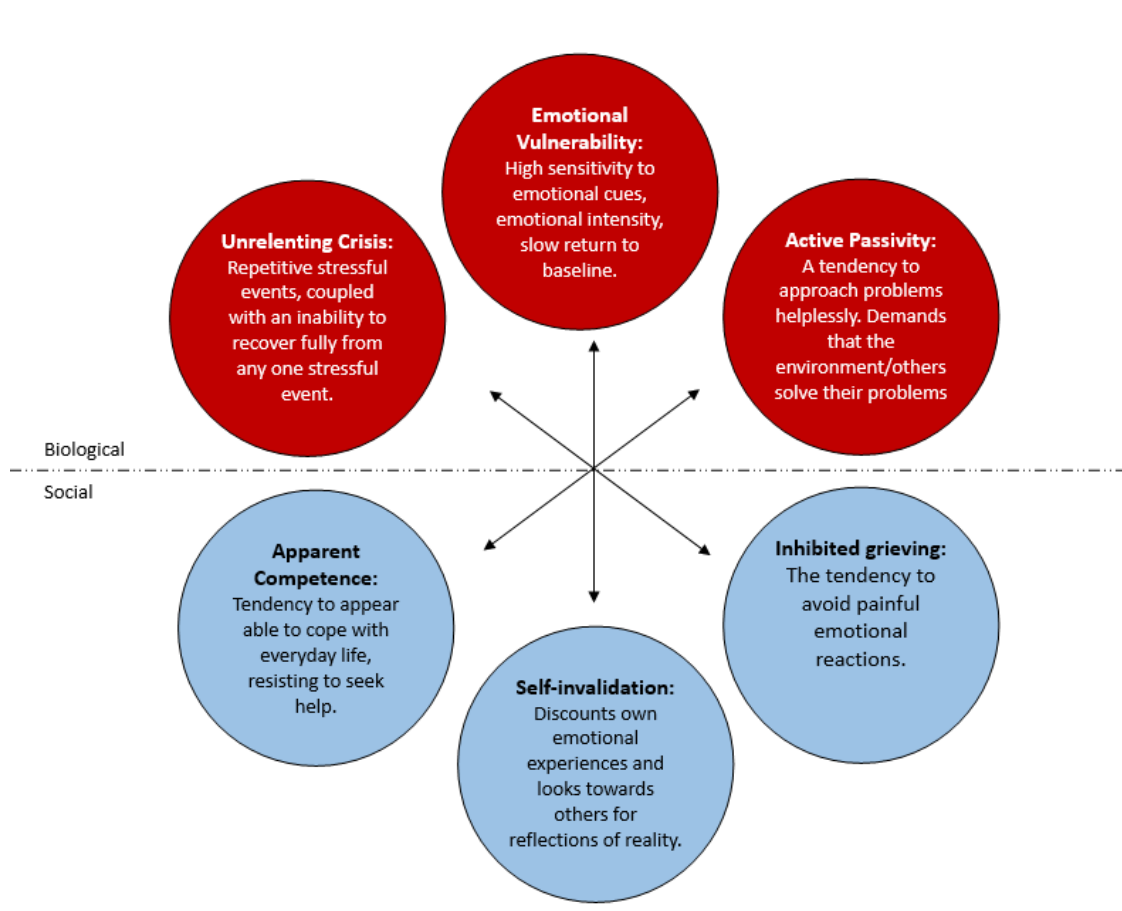 Emotional
Vulnerability:
High sensitivity to
emotional cues,
emotional intensity,
slow return to
baseline.
Unrelenting Crisis:
Repetitive stressful
events, coupled
with an inability to
recover fully from
any one stressful
event.
Active Passivity:
A tendency to
approach problems
helplessly. Demands
that the
environment/others
solve their problems
Biological
Social
Apparent
Competence:
Tendency to appear
able to cope with
everyday life,
resisting to seek
help.
Self-invalidation:
Discounts own
emotional
experiences and
looks towards
others for
reflections of reality.
Inhibited grieving:
The tendency to
avoid painful
emotional
reactions.